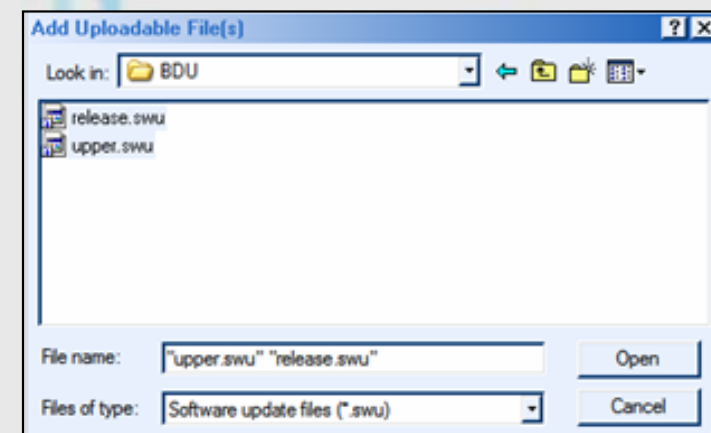 Add Uploadable File(s)
Look in: BDU
release.swu
upper.swu
File name: "upper.swu" "release.swu" Open
Files of type: Software update files (*.swu) Cancel